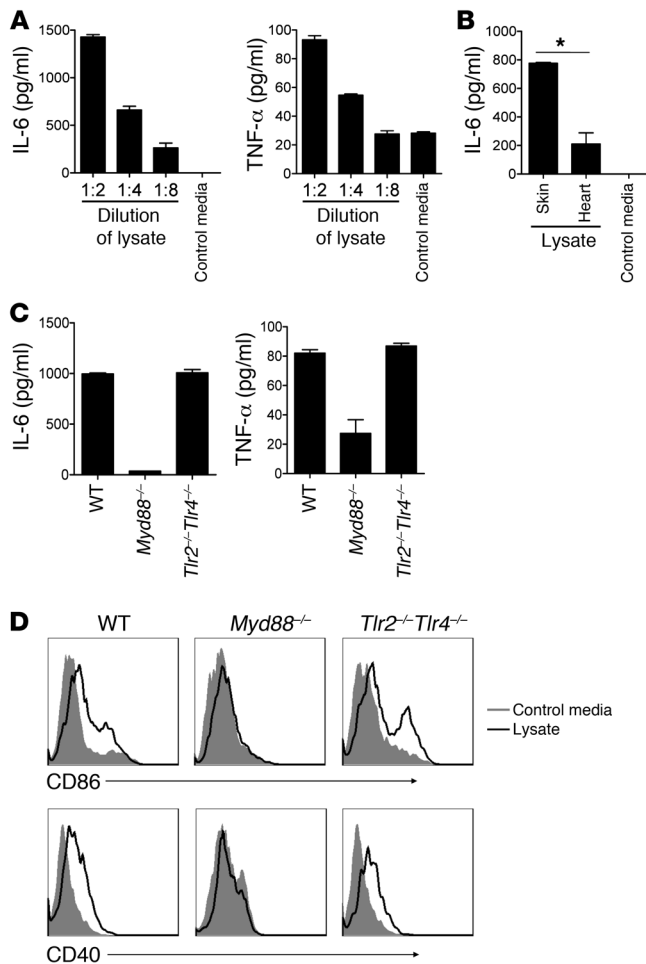 A
IL-6 (pg/ml)
1500
1000
500
0
1:2 1:4 1:8
Dilution
of lysate
Control media
TNF-α (pg/ml)
100
80
60
40
20
0
1:2 1:4 1:8
Dilution
of lysate
Control media
B
IL-6 (pg/ml)
800
600
400
200
0
*
Skin
Heart
Lysate
Control media
C
IL-6 (pg/ml)
1500
1000
500
0
WT
Myd88–/–
Tlr2–/–Tlr4–/–
TNF-α (pg/ml)
100
80
60
40
20
0
WT
Myd88–/–
Tlr2–/–Tlr4–/–
D
WT Myd88–/– Tlr2–/–Tlr4–/–
Control media
Lysate
CD86
CD40